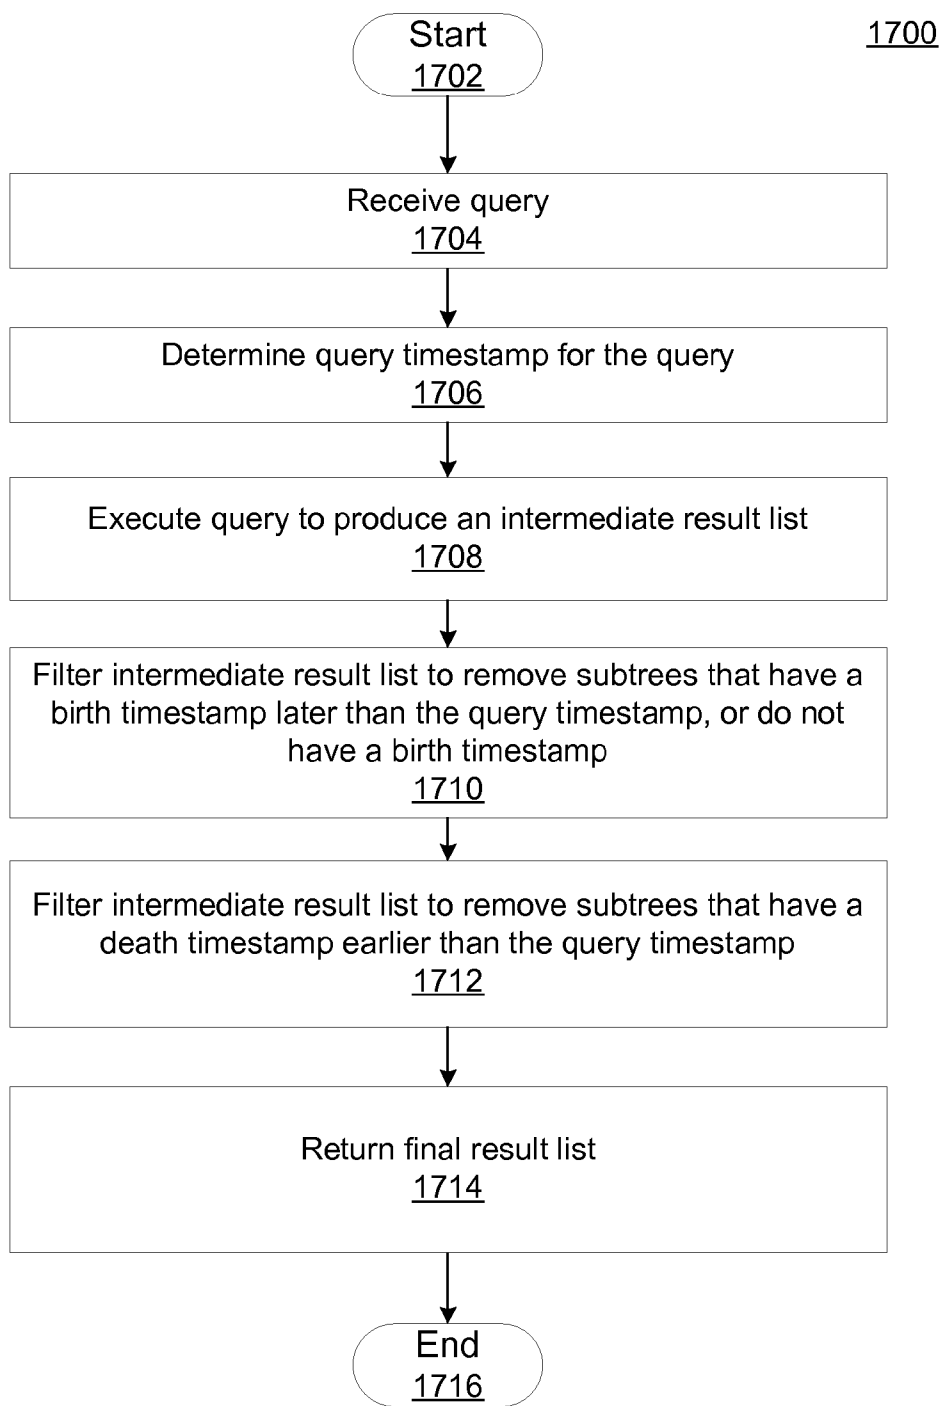 1700
Start
1702
Receive query
1704
Determine query timestamp for the query
1706
Execute query to produce an intermediate result list
1708
Filter intermediate result list to remove subtrees that have a
birth timestamp later than the query timestamp, or do not
have a birth timestamp
1710
Filter intermediate result list to remove subtrees that have a
death timestamp earlier than the query timestamp
1712
Return final result list
1714
End
1716